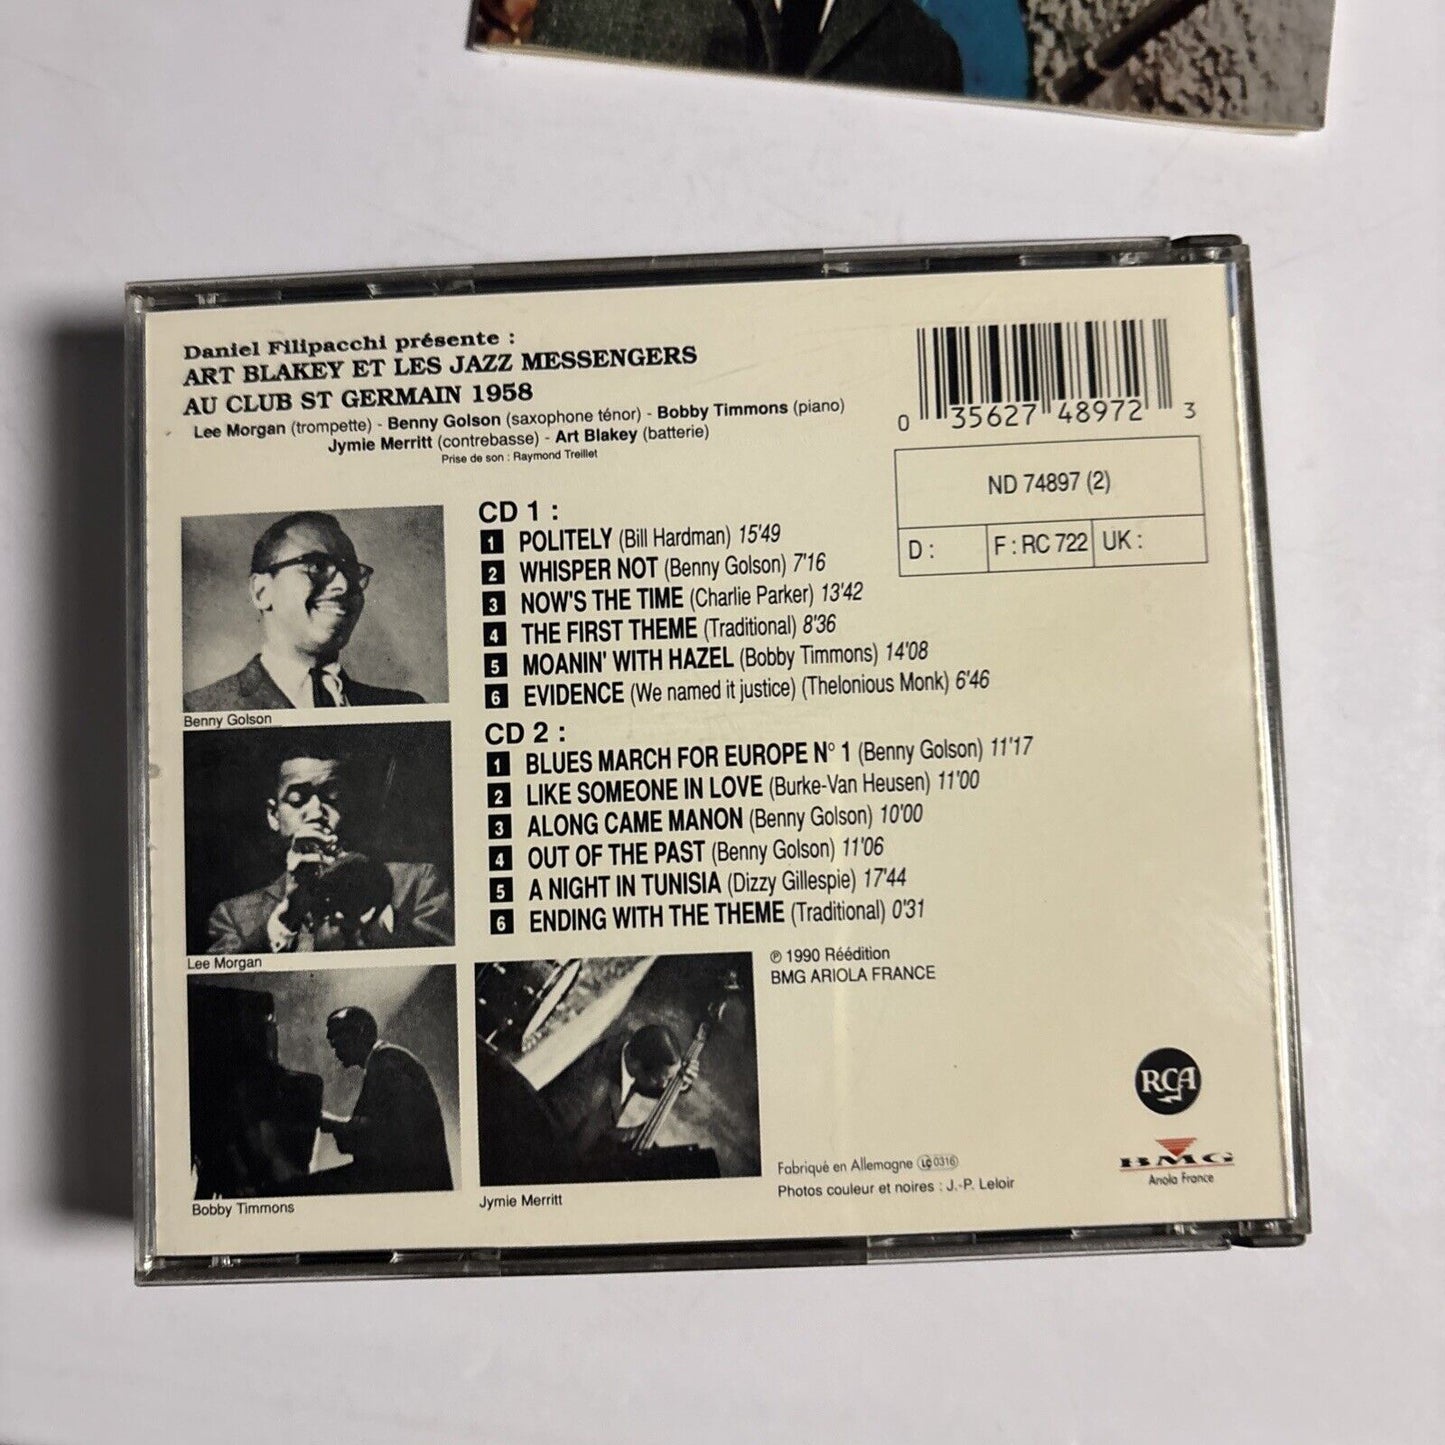 Daniel Filipacchi présente :
ART BLAKEY ET LES JAZZ MESSENGERS
AU CLUB ST GERMAIN 1958
Lee Morgan (trompette) - Benny Golson (saxophone ténor) - Bobby Timmons (piano)
Jymie Merritt (contrebasse) - Art Blakey (batterie)
Prise de son : Raymond Treillet
0 35627 48972 3
ND 74897 (2)
D : F : RC 722 UK :
CD 1 :
1 POLITELY (Bill Hardman) 15'49
2 WHISPER NOT (Benny Golson) 7'16
3 NOW'S THE TIME (Charlie Parker) 13'42
4 THE FIRST THEME (Traditional) 8'36
5 MOANIN' WITH HAZEL (Bobby Timmons) 14'08
6 EVIDENCE (We named it justice) (Thelonious Monk) 6'46
Benny Golson
CD 2 :
1 BLUES MARCH FOR EUROPE N° 1 (Benny Golson) 11'17
2 LIKE SOMEONE IN LOVE (Burke-Van Heusen) 11'00
3 ALONG CAME MANON (Benny Golson) 10'00
4 OUT OF THE PAST (Benny Golson) 11'06
5 A NIGHT IN TUNISIA (Dizzy Gillespie) 17'44
6 ENDING WITH THE THEME (Traditional) 0'31
Lee Morgan
℗ 1990 Réédition
BMG ARIOLA FRANCE
RCA
BMG
Ariola France
Fabriqué en Allemagne LC 0316
Photos couleur et noires : J.-P. Leloir
Bobby Timmons
Jymie Merritt